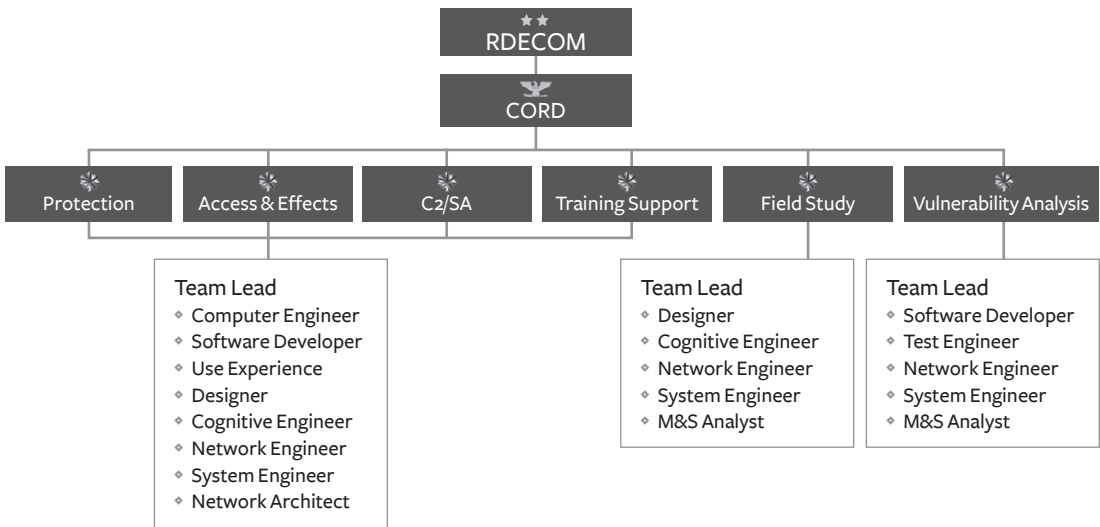 RDECOM
CORD
Protection
Access & Effects
C2/SA
Training Support
Field Study
Vulnerability Analysis
Team Lead
Computer Engineer
Software Developer
Use Experience
Designer
Cognitive Engineer
Network Engineer
System Engineer
Network Architect
Team Lead
Designer
Cognitive Engineer
Network Engineer
System Engineer
M&S Analyst
Team Lead
Software Developer
Test Engineer
Network Engineer
System Engineer
M&S Analyst